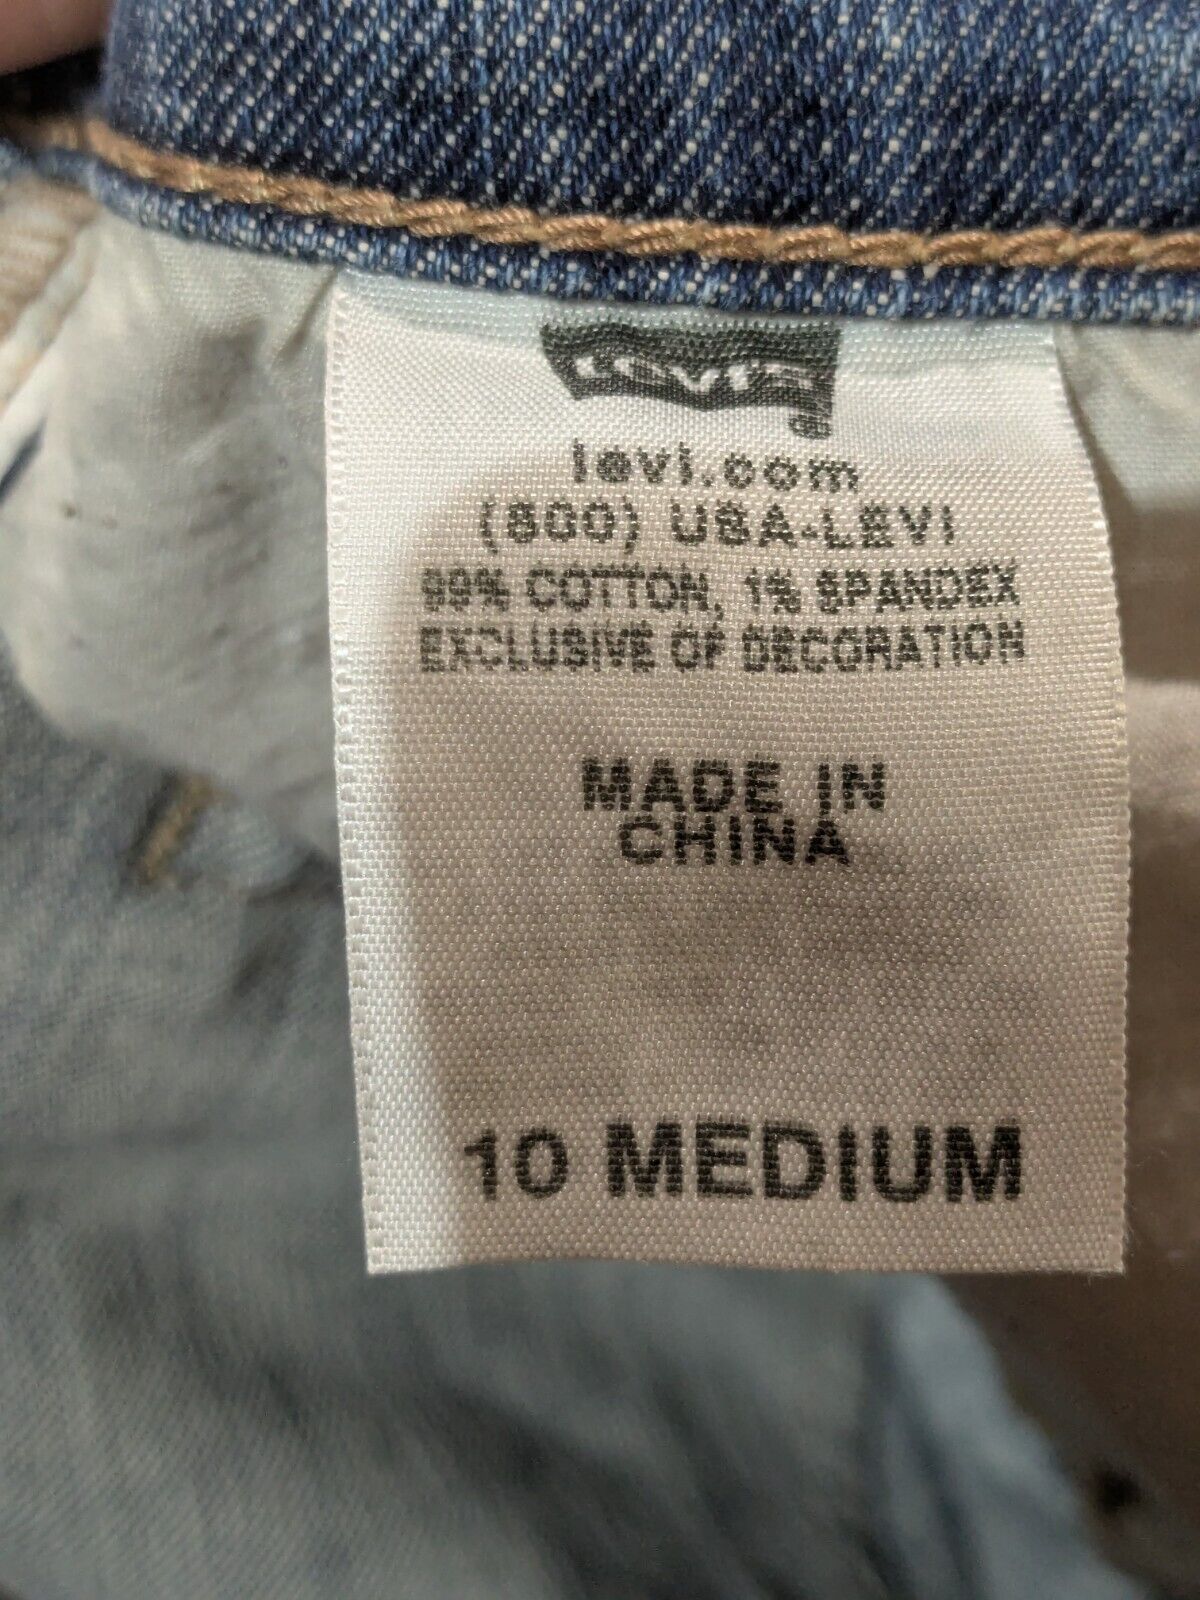 LEVI'S
levi.com
(800) USA-LEVI
99% COTTON, 1% SPANDEX
EXCLUSIVE OF DECORATION
MADE IN
CHINA
10 MEDIUM